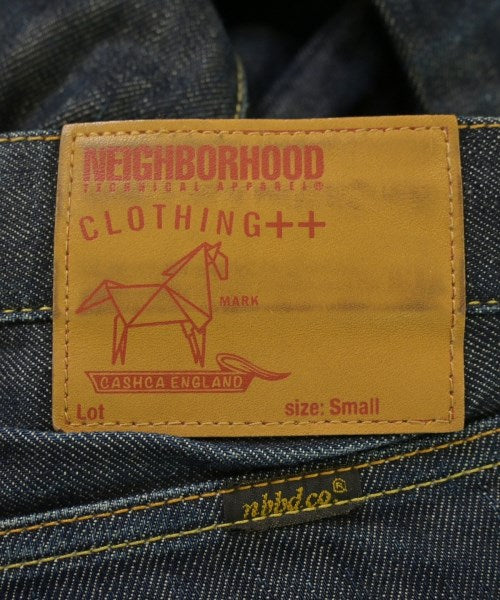 NEIGHBORHOOD
TECHNICAL APPAREL®
CLOTHING++
MARK
CASHCA ENGLAND
Lot size: Small
nbhd.co.®